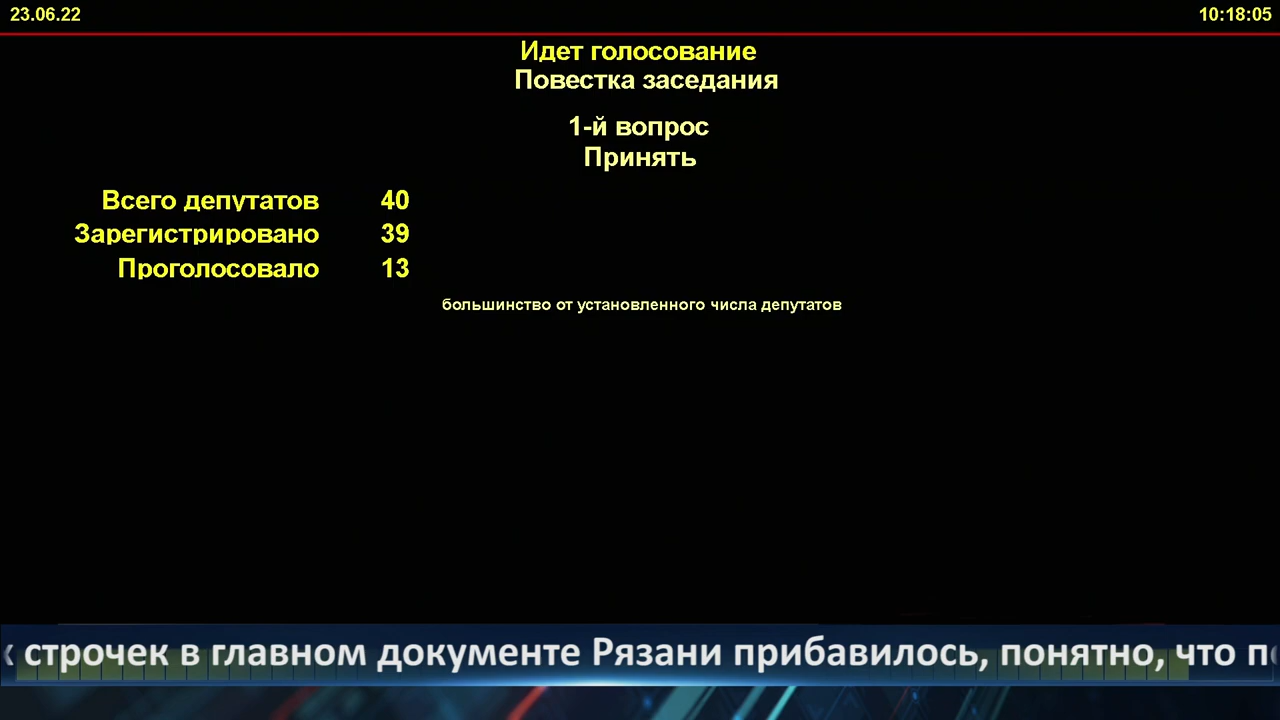 23.06.22
10:18:05
Идет голосование
Повестка заседания
1-й вопрос
Принять
Всего депутатов 40
Зарегистрировано 39
Проголосовало 13
большинство от установленного числа депутатов
строчек в главном документе Рязани прибавилось, понятно, что